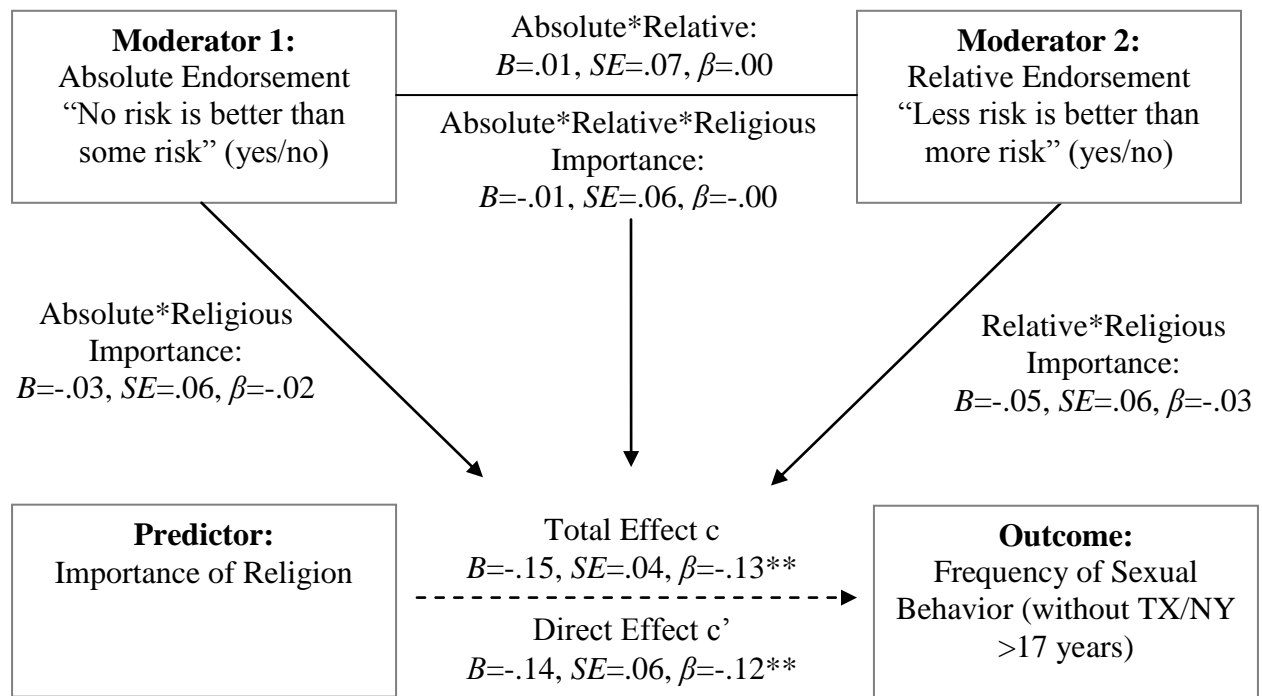 Moderator 1:
Absolute Endorsement
“No risk is better than
some risk” (yes/no)
Absolute*Relative:
B=.01, SE=.07, β=.00
Absolute*Relative*Religious
Importance:
B=-.01, SE=.06, β=-.00
Moderator 2:
Relative Endorsement
“Less risk is better than
more risk” (yes/no)
Absolute*Religious
Importance:
B=-.03, SE=.06, β=-.02
Relative*Religious
Importance:
B=-.05, SE=.06, β=-.03
Predictor:
Importance of Religion
Total Effect c
B=-.15, SE=.04, β=-.13**
Direct Effect c’
B=-.14, SE=.06, β=-.12**
Outcome:
Frequency of Sexual
Behavior (without TX/NY
>17 years)